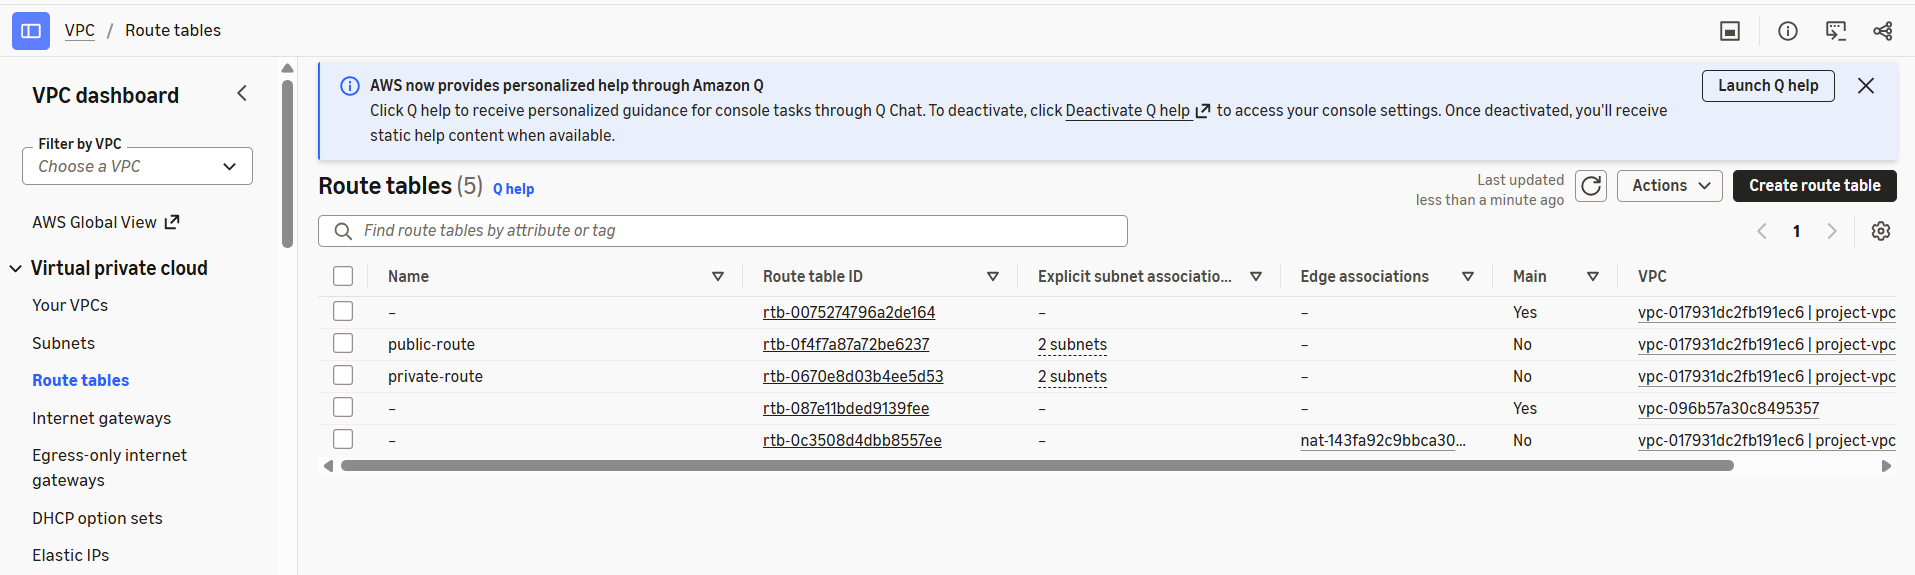 VPC / Route tables
VPC dashboard
Filter by VPC
Choose a VPC
AWS Global View
Virtual private cloud
Your VPCs
Subnets
Route tables
Internet gateways
Egress-only internet
gateways
DHCP option sets
Elastic IPs
AWS now provides personalized help through Amazon Q
Click Q help to receive personalized guidance for console tasks through Q Chat. To deactivate, click Deactivate Q help to access your console settings. Once deactivated, you'll receive
static help content when available.
Launch Q help
Route tables (5) Q help
Last updated
less than a minute ago
Actions
Create route table
Find route tables by attribute or tag
1
Name Route table ID Explicit subnet associatio... Edge associations Main VPC
– rtb-0075274796a2de164 – – Yes vpc-017931dc2fb191ec6 | project-vpc
public-route rtb-0f4f7a87a72be6237 2 subnets – No vpc-017931dc2fb191ec6 | project-vpc
private-route rtb-0670e8d03b4ee5d53 2 subnets – No vpc-017931dc2fb191ec6 | project-vpc
– rtb-087e11bded9139fee – – Yes vpc-096b57a30c8495357
– rtb-0c3508d4dbb8557ee – nat-143fa92c9bbca30... No vpc-017931dc2fb191ec6 | project-vpc